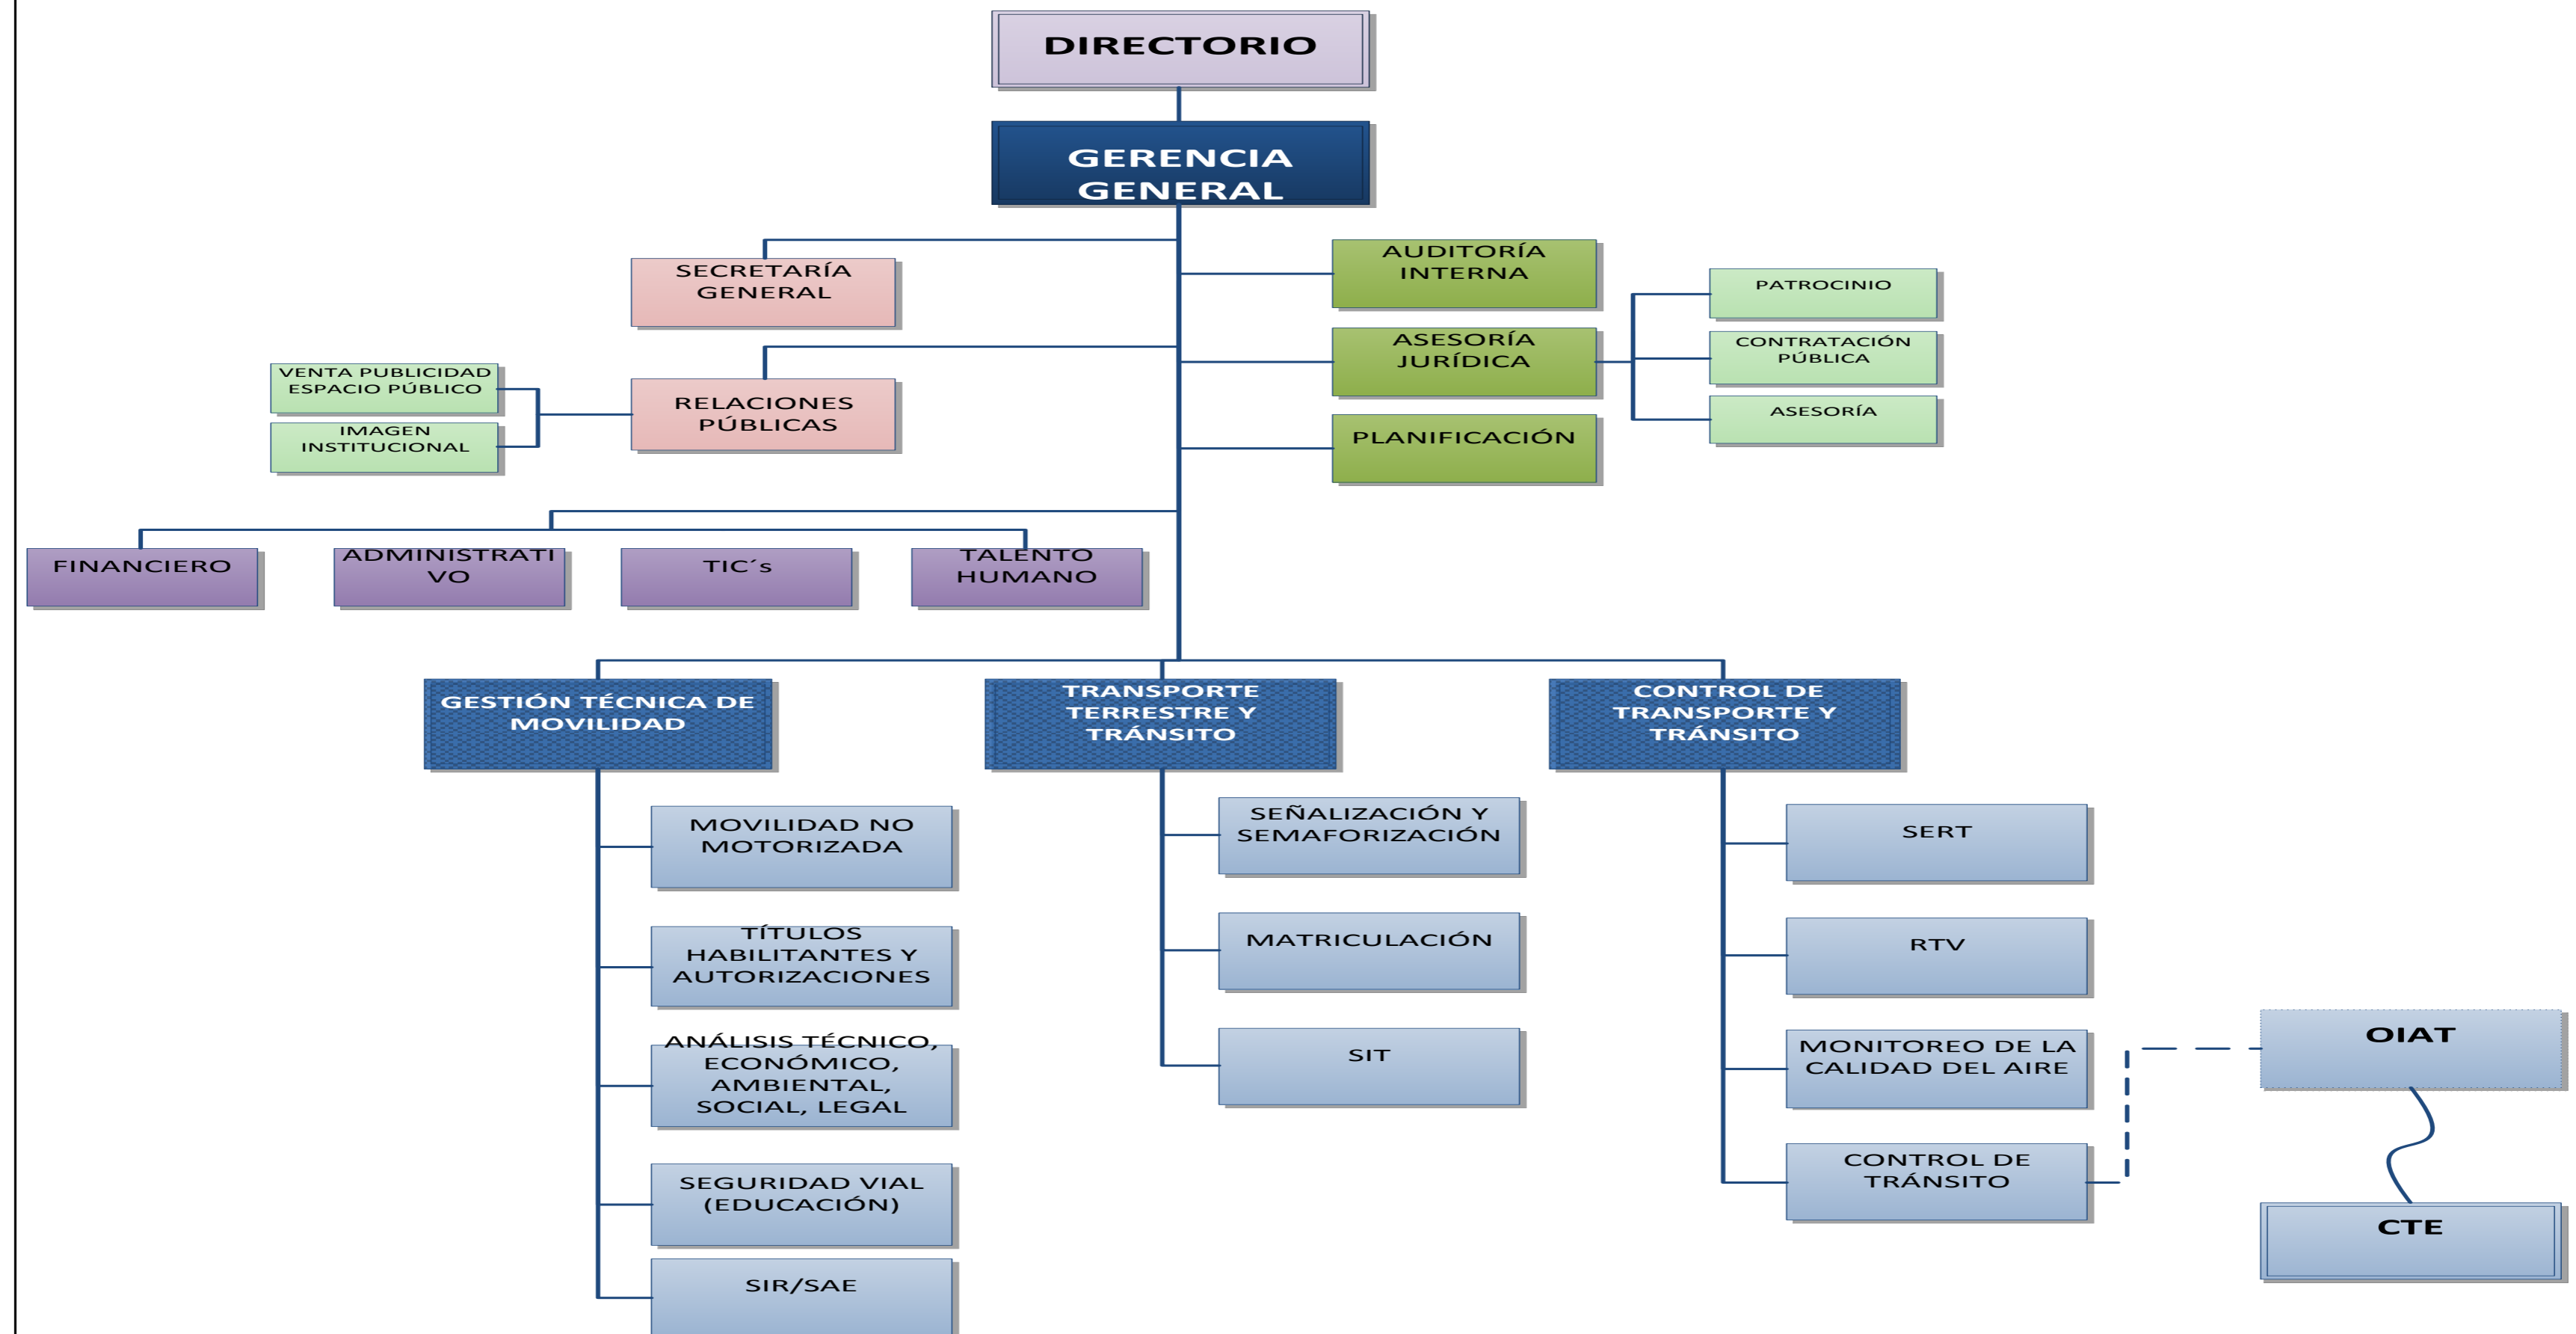 DIRECTORIO
GERENCIA
GENERAL
SECRETARÍA
GENERAL
AUDITORÍA
INTERNA
PATROCINIO
ASESORÍA
JURÍDICA
CONTRATACIÓN
PÚBLICA
VENTA PUBLICIDAD
ESPACIO PÚBLICO
RELACIONES
PÚBLICAS
ASESORÍA
IMAGEN
INSTITUCIONAL
PLANIFICACIÓN
FINANCIERO
ADMINISTRATI
VO
TIC´s
TALENTO
HUMANO
GESTIÓN TÉCNICA DE
MOVILIDAD
TRANSPORTE
TERRESTRE Y
TRÁNSITO
CONTROL DE
TRANSPORTE Y
TRÁNSITO
MOVILIDAD NO
MOTORIZADA
TÍTULOS
HABILITANTES Y
AUTORIZACIONES
ANÁLISIS TÉCNICO,
ECONÓMICO,
AMBIENTAL,
SOCIAL, LEGAL
SEGURIDAD VIAL
(EDUCACIÓN)
SIR/SAE
SEÑALIZACIÓN Y
SEMAFORIZACIÓN
MATRICULACIÓN
SIT
SERT
RTV
MONITOREO DE LA
CALIDAD DEL AIRE
CONTROL DE
TRÁNSITO
OIAT
CTE